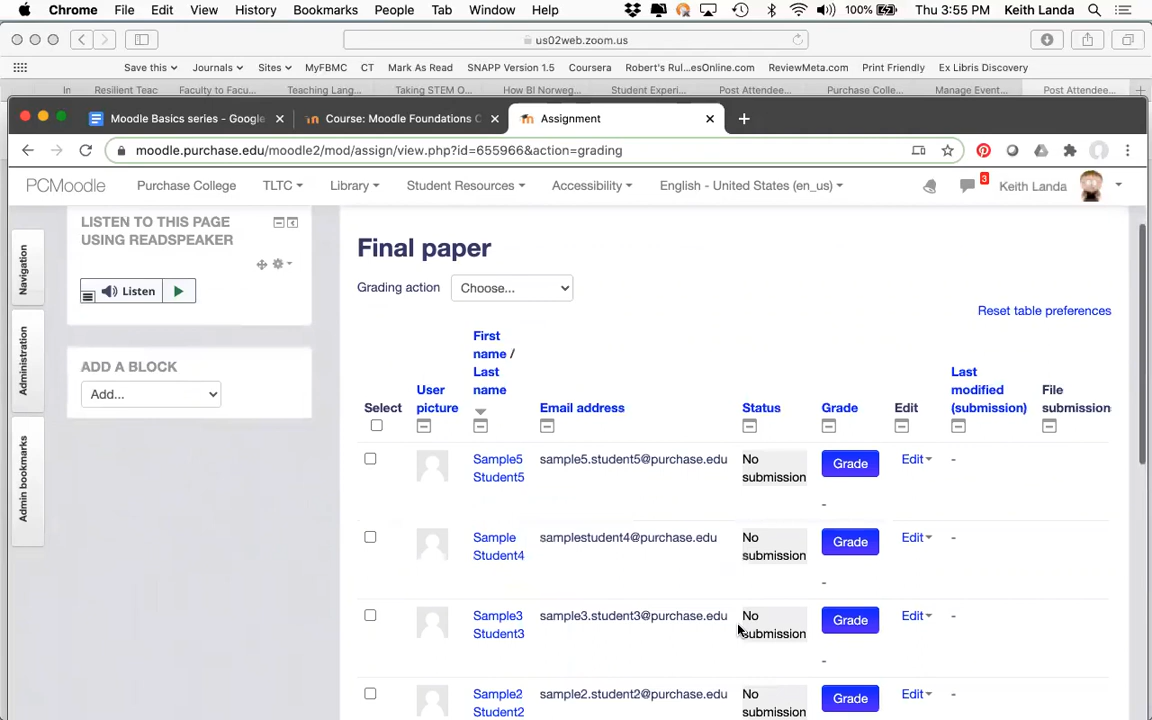 Chrome File Edit View History Bookmarks People Tab Window Help 100% Thu 3:55 PM Keith Landa
us02web.zoom.us
Save this Journals Sites MyFBMC CT Mark As Read SNAPP Version 1.5 Coursera Robert's Rul...esOnline.com ReviewMeta.com Print Friendly Ex Libris Discovery
In Resilient Teac Faculty to Facu... Teaching Lang... Taking STEM O... How BI Norweg... Student Experi... Post Attendee... Purchase Colle... Manage Event... Post Attendee...
Moodle Basics series - Google Course: Moodle Foundations C Assignment
moodle.purchase.edu/moodle2/mod/assign/view.php?id=655966&action=grading
PCMoodle Purchase College TLTC Library Student Resources Accessibility English - United States (en_us) 3 Keith Landa
Navigation
Administration
Admin bookmarks
LISTEN TO THIS PAGE
USING READSPEAKER
Listen
ADD A BLOCK
Add...
Final paper
Grading action Choose...
Reset table preferences
Select
User
picture
First
name /
Last
name
Email address
Status
Grade
Edit
Last
modified
(submission)
File
submission
Sample5
Student5
sample5.student5@purchase.edu
No
submission
Grade
-
Edit
-
Sample
Student4
samplestudent4@purchase.edu
No
submission
Grade
-
Edit
-
Sample3
Student3
sample3.student3@purchase.edu
No
submission
Grade
-
Edit
-
Sample2
Student2
sample2.student2@purchase.edu
No
submission
Grade
Edit
-